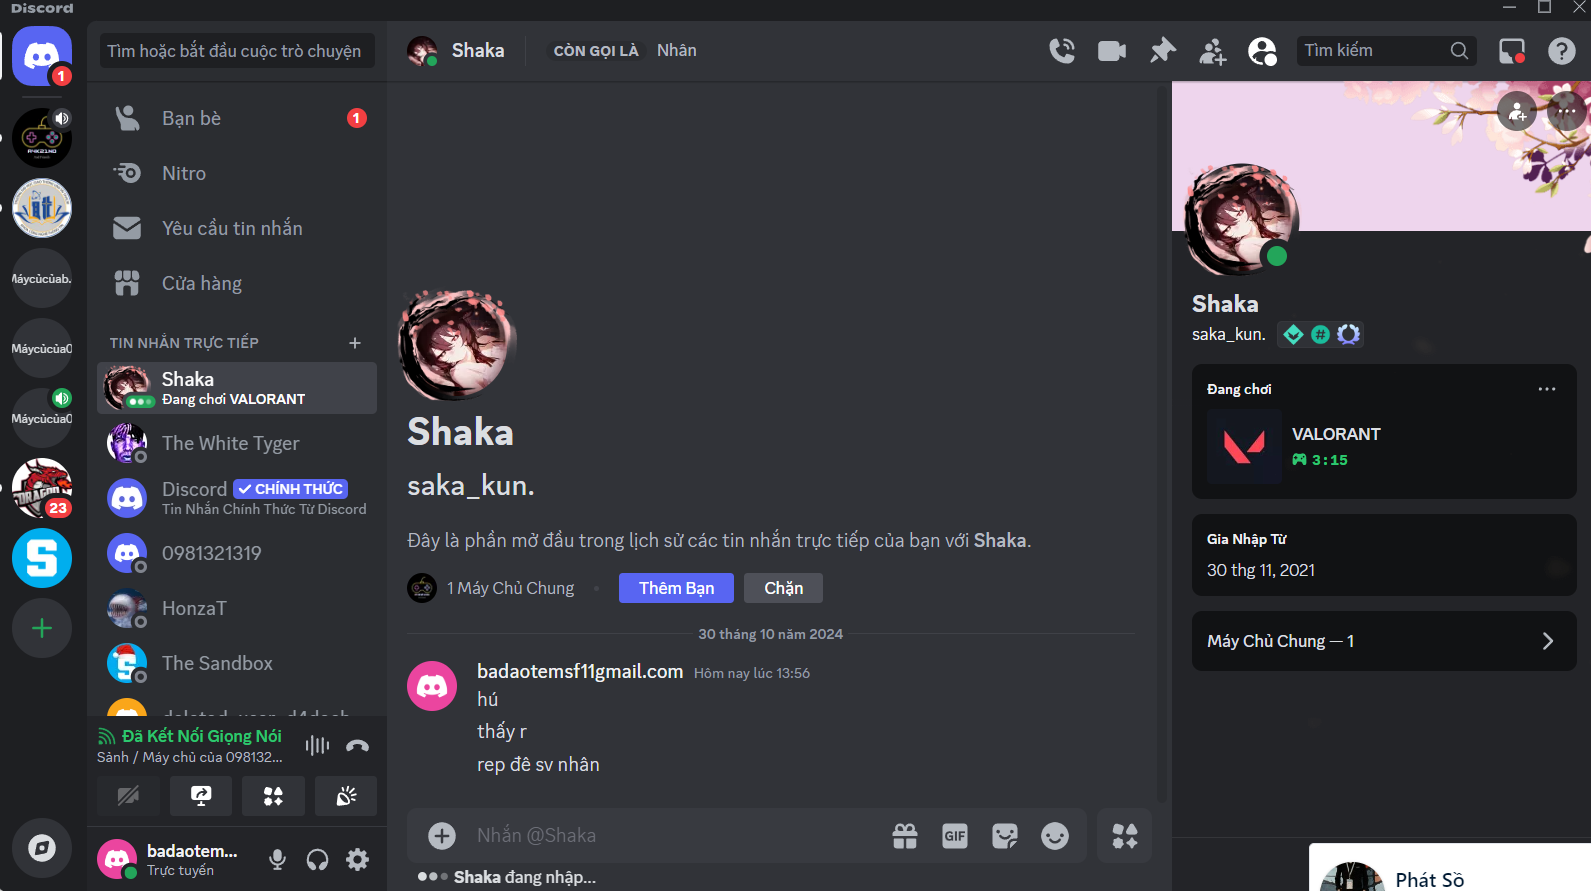 Discord
Tìm hoặc bắt đầu cuộc trò chuyện
Shaka
CÒN GỌI LÀ
Nhân
Tìm kiếm
1
Bạn bè
1
Nitro
Yêu cầu tin nhắn
Cửa hàng
Máycủcủab.
Máycủcủa0
Máycủcủa0
23
TIN NHẮN TRỰC TIẾP
Shaka
Đang chơi VALORANT
The White Tyger
Discord
CHÍNH THỨC
Tin Nhắn Chính Thức Từ Discord
0981321319
HonzaT
The Sandbox
Đã Kết Nối Giọng Nói
Sảnh / Máy chủ của 098132...
badaotem...
Trực tuyến
Shaka
saka_kun.
Đây là phần mở đầu trong lịch sử các tin nhắn trực tiếp của bạn với Shaka.
1 Máy Chủ Chung
Thêm Bạn
Chặn
30 tháng 10 năm 2024
badaotemsf11gmail.com Hôm nay lúc 13:56
hú
thấy r
rep đê sv nhân
Nhắn @Shaka
GIF
Shaka đang nhập...
Shaka
saka_kun.
Đang chơi
VALORANT
3:15
Gia Nhập Từ
30 thg 11, 2021
Máy Chủ Chung — 1
Phát Sồ